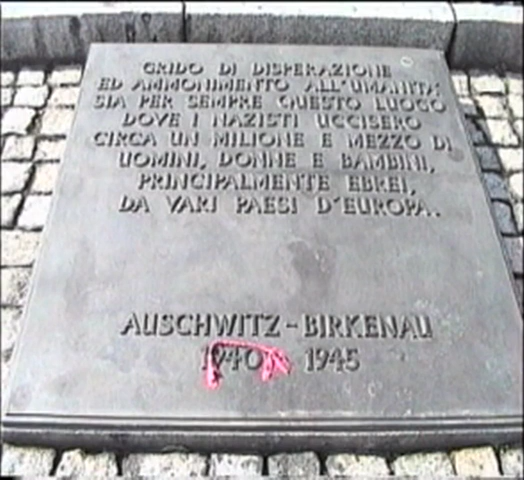 GRIDO DI DISPERAZIONE
ED AMMONIMENTO ALL'UMANITA
SIA PER SEMPRE QUESTO LUOGO
DOVE I NAZISTI UCCISERO
CIRCA UN MILIONE E MEZZO DI
UOMINI, DONNE E BAMBINI,
PRINCIPALMENTE EBREI,
DA VARI PAESI D'EUROPA.
AUSCHWITZ - BIRKENAU
1940 1945